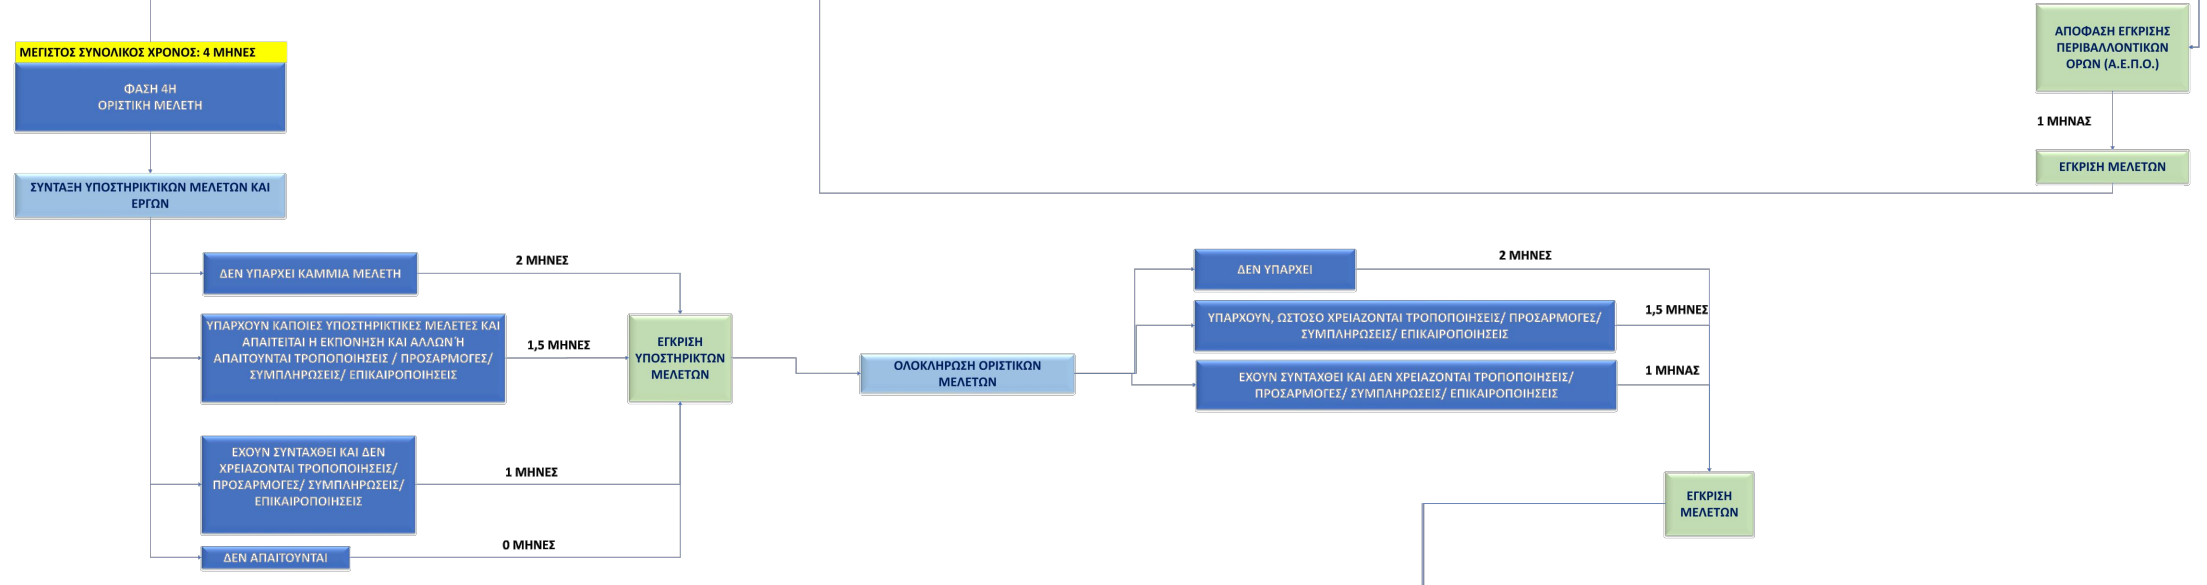 ΜΕΓΙΣΤΟΣ ΣΥΝΟΛΙΚΟΣ ΧΡΟΝΟΣ: 4 ΜΗΝΕΣ
ΦΑΣΗ 4Η
ΟΡΙΣΤΙΚΗ ΜΕΛΕΤΗ
ΣΥΝΤΑΞΗ ΥΠΟΣΤΗΡΙΚΤΙΚΩΝ ΜΕΛΕΤΩΝ ΚΑΙ
ΕΡΓΩΝ
ΔΕΝ ΥΠΑΡΧΕΙ ΚΑΜΜΙΑ ΜΕΛΕΤΗ
2 ΜΗΝΕΣ
ΥΠΑΡΧΟΥΝ ΚΑΠΟΙΕΣ ΥΠΟΣΤΗΡΙΚΤΙΚΕΣ ΜΕΛΕΤΕΣ ΚΑΙ
ΑΠΑΙΤΕΙΤΑΙ Η ΕΚΠΟΝΗΣΗ ΚΑΙ ΑΛΛΩΝ Ή
ΑΠΑΙΤΟΥΝΤΑΙ ΤΡΟΠΟΠΟΙΗΣΕΙΣ / ΠΡΟΣΑΡΜΟΓΕΣ/
ΣΥΜΠΛΗΡΩΣΕΙΣ/ ΕΠΙΚΑΙΡΟΠΟΙΗΣΕΙΣ
1,5 ΜΗΝΕΣ
ΕΧΟΥΝ ΣΥΝΤΑΧΘΕΙ ΚΑΙ ΔΕΝ
ΧΡΕΙΑΖΟΝΤΑΙ ΤΡΟΠΟΠΟΙΗΣΕΙΣ/
ΠΡΟΣΑΡΜΟΓΕΣ/ ΣΥΜΠΛΗΡΩΣΕΙΣ/
ΕΠΙΚΑΙΡΟΠΟΙΗΣΕΙΣ
1 ΜΗΝΕΣ
ΔΕΝ ΑΠΑΙΤΟΥΝΤΑΙ
0 ΜΗΝΕΣ
ΕΓΚΡΙΣΗ
ΥΠΟΣΤΗΡΙΚΤΩΝ
ΜΕΛΕΤΩΝ
ΟΛΟΚΛΗΡΩΣΗ ΟΡΙΣΤΙΚΩΝ
ΜΕΛΕΤΩΝ
ΔΕΝ ΥΠΑΡΧΕΙ
2 ΜΗΝΕΣ
ΥΠΑΡΧΟΥΝ, ΩΣΤΟΣΟ ΧΡΕΙΑΖΟΝΤΑΙ ΤΡΟΠΟΠΟΙΗΣΕΙΣ/ ΠΡΟΣΑΡΜΟΓΕΣ/
ΣΥΜΠΛΗΡΩΣΕΙΣ/ ΕΠΙΚΑΙΡΟΠΟΙΗΣΕΙΣ
1,5 ΜΗΝΕΣ
ΕΧΟΥΝ ΣΥΝΤΑΧΘΕΙ ΚΑΙ ΔΕΝ ΧΡΕΙΑΖΟΝΤΑΙ ΤΡΟΠΟΠΟΙΗΣΕΙΣ/
ΠΡΟΣΑΡΜΟΓΕΣ/ ΣΥΜΠΛΗΡΩΣΕΙΣ/ ΕΠΙΚΑΙΡΟΠΟΙΗΣΕΙΣ
1 ΜΗΝΑΣ
ΕΓΚΡΙΣΗ
ΜΕΛΕΤΩΝ
ΑΠΟΦΑΣΗ ΕΓΚΡΙΣΗΣ
ΠΕΡΙΒΑΛΛΟΝΤΙΚΩΝ
ΟΡΩΝ (Α.Ε.Π.Ο.)
1 ΜΗΝΑΣ
ΕΓΚΡΙΣΗ ΜΕΛΕΤΩΝ